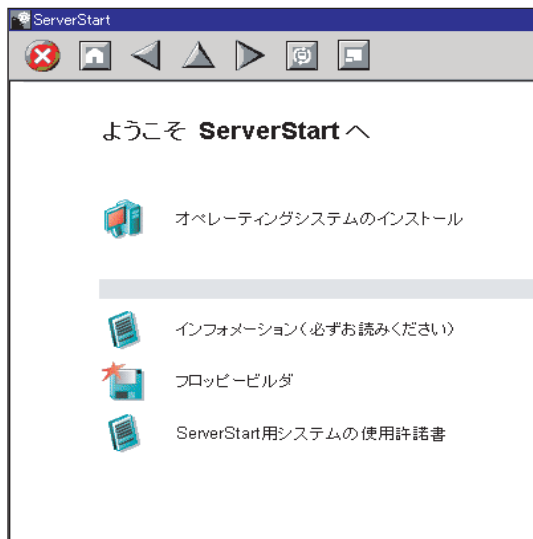 ServerStart
ようこそ ServerStart へ
オペレーティングシステムのインストール
インフォメーション(必ずお読みください)
フロッピービルダ
ServerStart用システムの使用許諾書